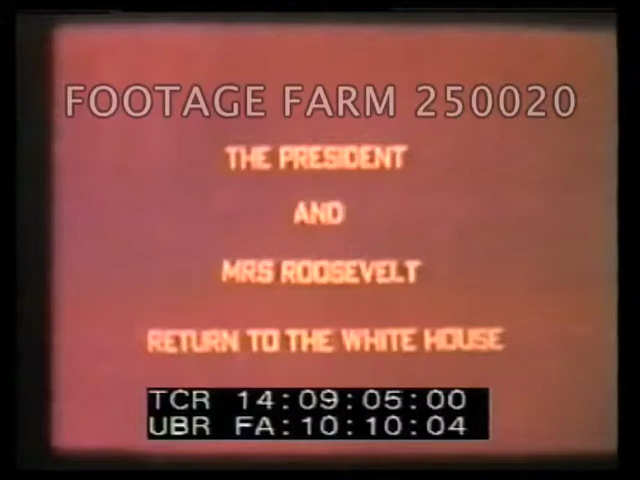 FOOTAGE FARM 250020
THE PRESIDENT
AND
MRS ROOSEVELT
RETURN TO THE WHITE HOUSE
TCR 14:09:05:00
UBR FA:10:10:04